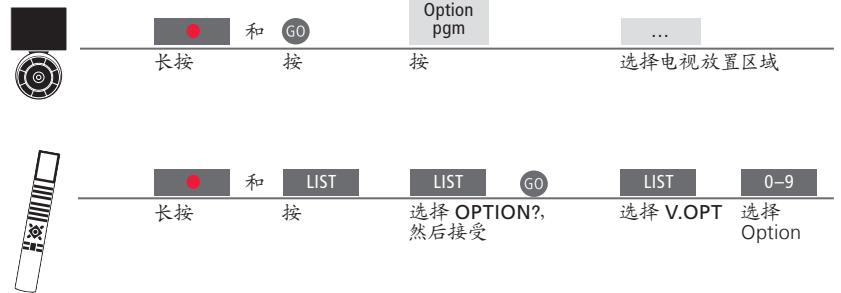 和 GO Option pgm ...
长按 按 按 选择电视放置区域
和 LIST LIST GO LIST 0–9
长按 按 选择 OPTION?, 选择 V.OPT 选择
然后接受 Option